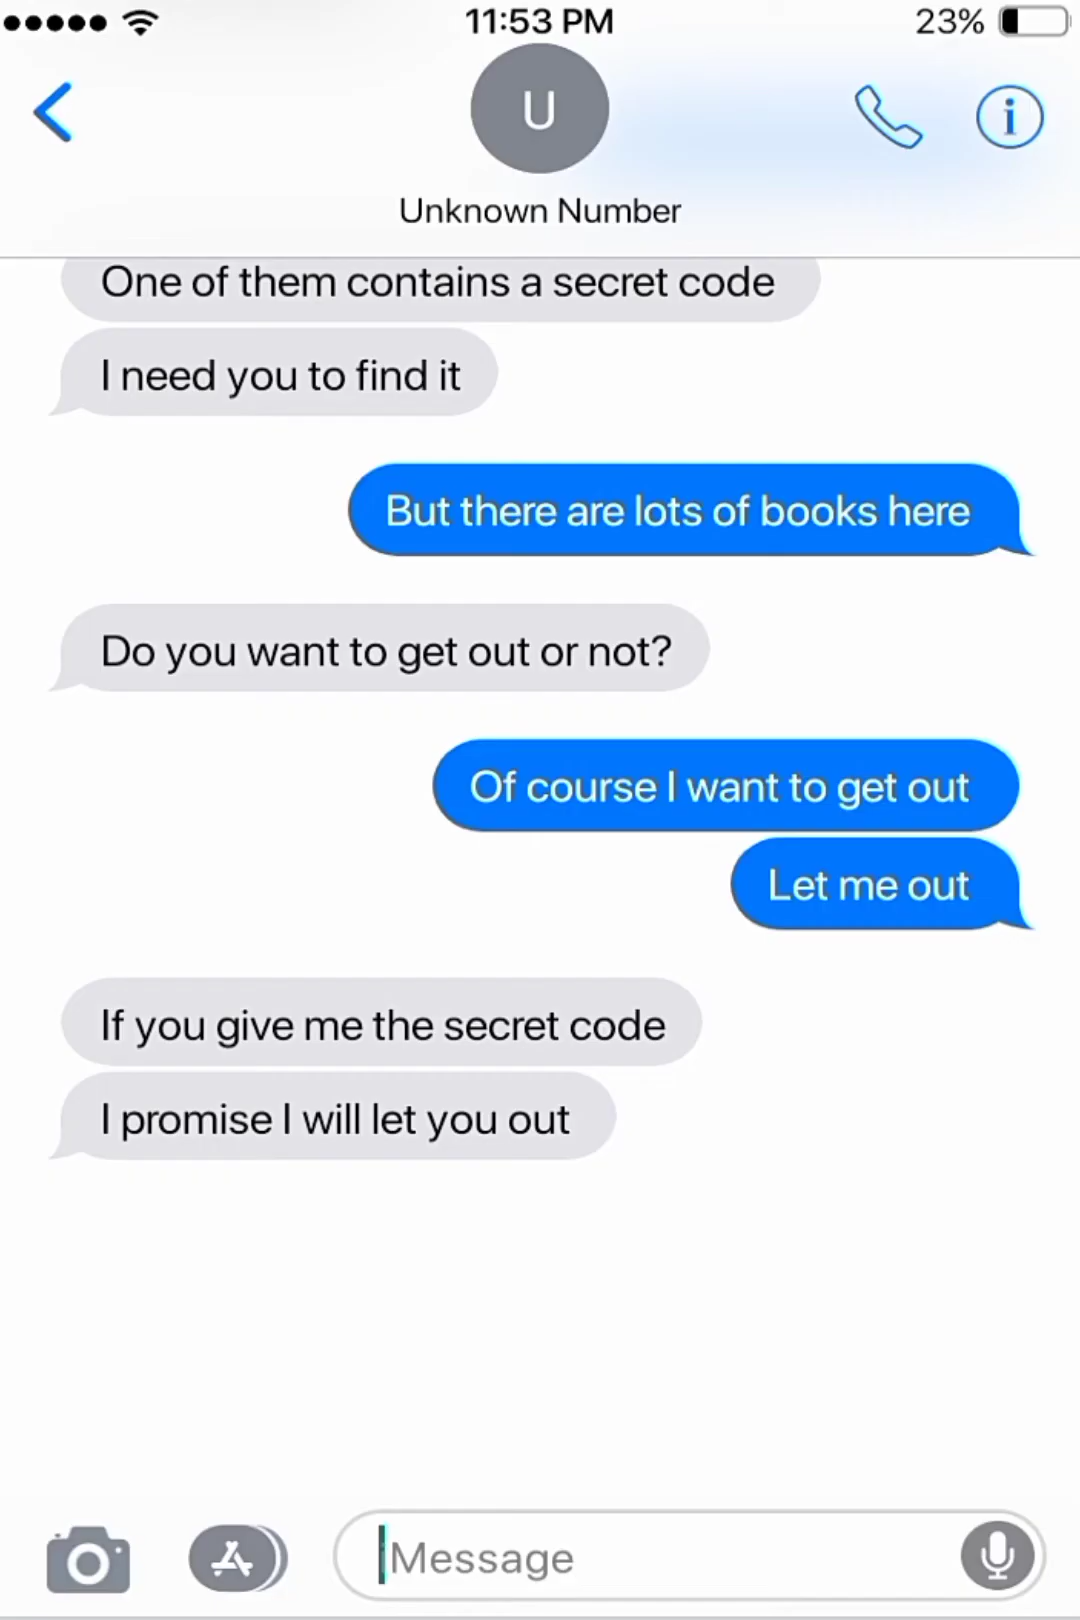 11:53 PM
23%
U
Unknown Number
One of them contains a secret code
I need you to find it
But there are lots of books here
Do you want to get out or not?
Of course I want to get out
Let me out
If you give me the secret code
I promise I will let you out
Message